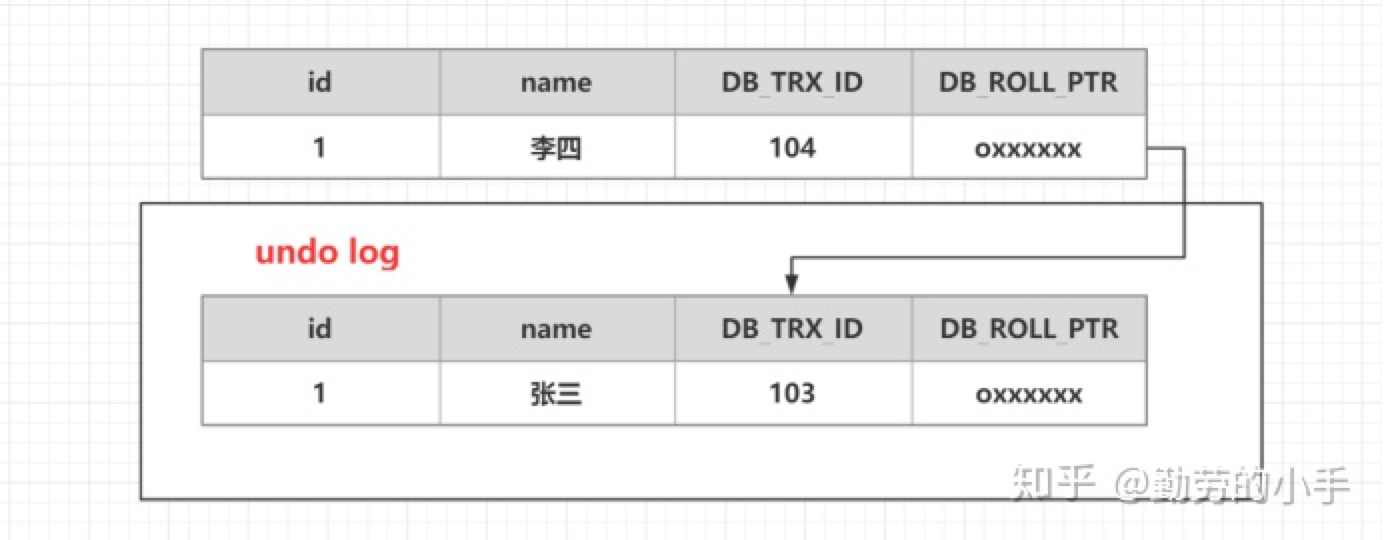 id name DB_TRX_ID DB_ROLL_PTR
1 李四 104 oxxxxxx
undo log
id name DB_TRX_ID DB_ROLL_PTR
1 张三 103 oxxxxxx
知乎 @勤劳的小手